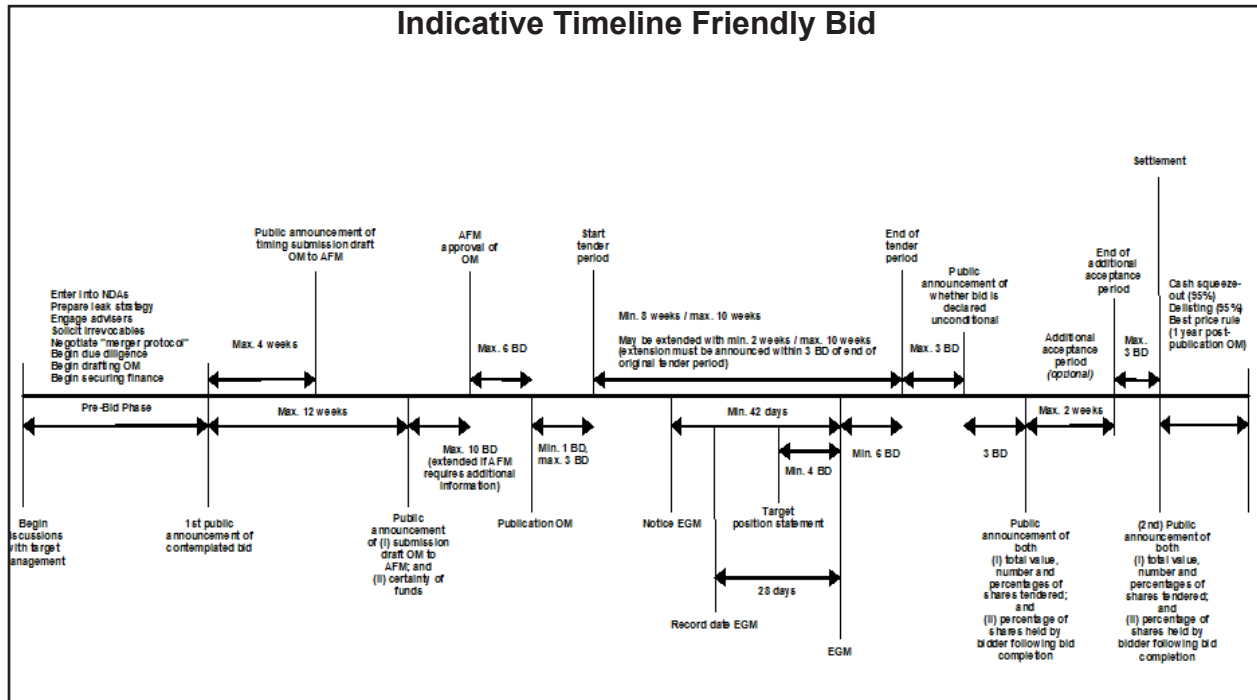 Indicative Timeline Friendly Bid
Settlement
Public announcement of
timing submission draft
OM to AFM
AFM
approval of
OM
Start
tender
period
End of
tender
period
Public
announcement of
whether bid is
declared
unconditional
End of
additional
acceptance
period
Enter into NDAs
Prepare leak strategy
Engage advisers
Solicit irrevocables
Negotiate "merger protocol"
Begin due diligence
Begin drafting OM
Begin securing finance
Max. 4 weeks
Max. 6 BD
Min. 8 weeks / max. 10 weeks
May be extended with min. 2 weeks / max. 10 weeks
(extension must be announced within 3 BD of end of
original tender period)
Max. 3 BD
Additional
acceptance
period
(optional)
Max.
3 BD
Cash squeeze-
out (95%)
Delisting (95%)
Best price rule
(1 year post-
publication OM)
Pre-Bid Phase
Max. 12 weeks
Max. 10 BD
(extended if AFM
requires additional
information)
Min. 1 BD,
max. 3 BD
Min. 42 days
Min. 4 BD
Min. 6 BD
3 BD
Max. 2 weeks
Begin
iscussions
with target
anagement
1st public
announcement of
contemplated bid
Public
announcement
of (i) submission
draft OM to
AFM; and
(ii) certainty of
funds
Publication OM
Notice EGM
Target
position statement
28 days
Record date EGM
EGM
Public
announcement of
both
(i) total value,
number and
percentages of
shares tendered;
and
(ii) percentage of
shares held by
bidder following bid
completion
(2nd) Public
announcement of
both
(i) total value,
number and
percentages of
shares tendered;
and
(ii) percentage of
shares held by
bidder following bid
completion